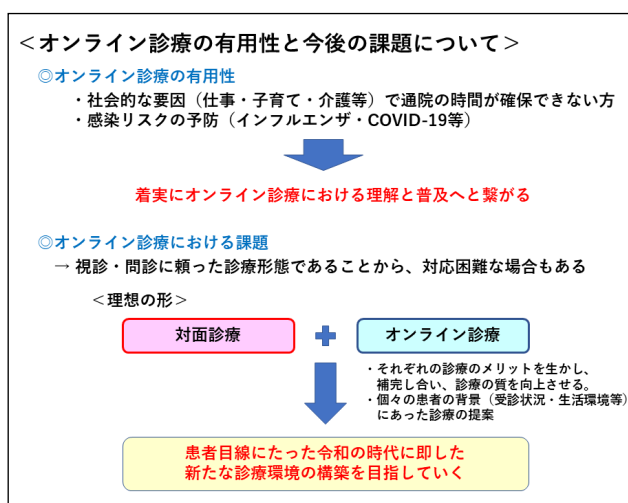 ＜オンライン診療の有用性と今後の課題について＞
◎オンライン診療の有用性
・社会的な要因（仕事・子育て・介護等）で通院の時間が確保できない方
・感染リスクの予防（インフルエンザ・COVID-19等）
着実にオンライン診療における理解と普及へと繋がる
◎オンライン診療における課題
→ 視診・問診に頼った診療形態であることから、対応困難な場合もある
＜理想の形＞
対面診療
オンライン診療
・それぞれの診療のメリットを生かし、
補完し合い、診療の質を向上させる。
・個々の患者の背景（受診状況・生活環境等）
にあった診療の提案
患者目線にたった令和の時代に即した
新たな診療環境の構築を目指していく